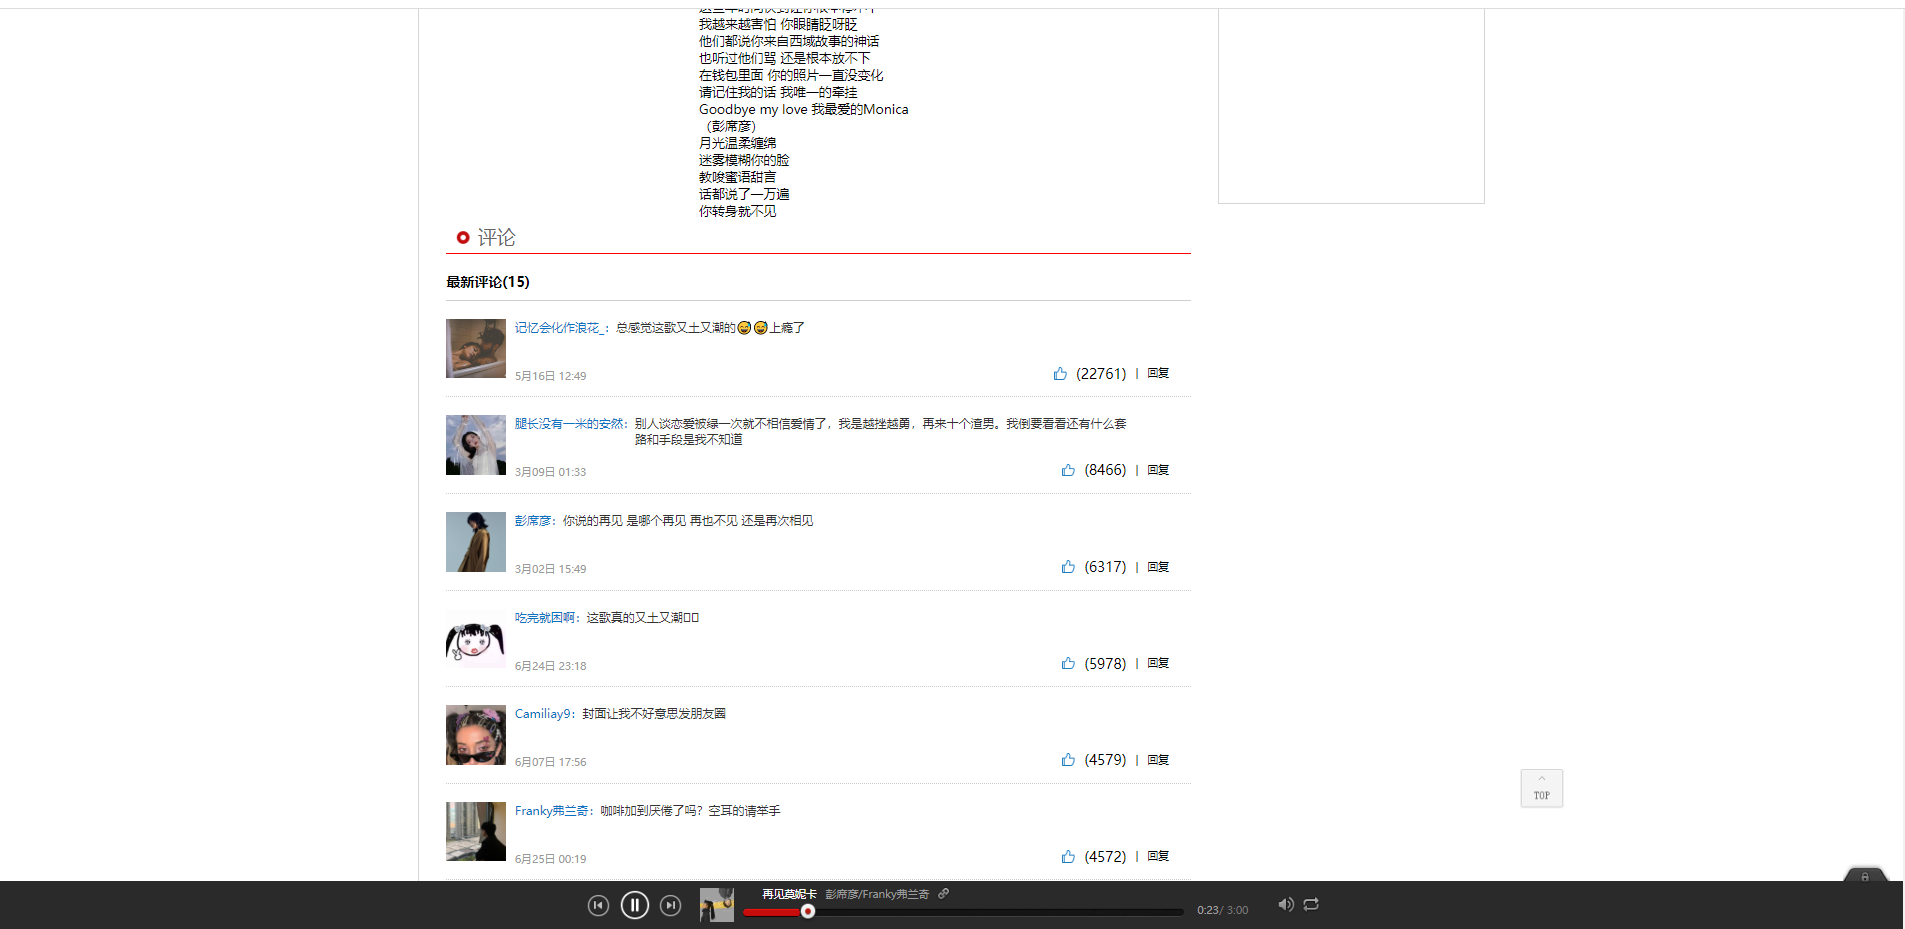 我越来越害怕 你眼睛眨呀眨
他们都说你来自西域故事的神话
也听过他们骂 还是根本放不下
在钱包里面 你的照片一直没变化
请记住我的话 我唯一的牵挂
Goodbye my love 我最爱的Monica
（彭席彦）
月光温柔缠绵
迷雾模糊你的脸
教唆蜜语甜言
话都说了一万遍
你转身就不见
评论
最新评论(15)
记忆会化作浪花_：总感觉这歌又土又潮的😅😅上瘾了
5月16日 12:49
(22761) | 回复
腿长没有一米的安然：别人谈恋爱被绿一次就不相信爱情了，我是越挫越勇，再来十个渣男。我倒要看看还有什么套
路和手段是我不知道
3月09日 01:33
(8466) | 回复
彭席彦：你说的再见 是哪个再见 再也不见 还是再次相见
3月02日 15:49
(6317) | 回复
吃完就困啊：这歌真的又土又潮
6月24日 23:18
(5978) | 回复
Camiliay9：封面让我不好意思发朋友圈
6月07日 17:56
(4579) | 回复
Franky弗兰奇：咖啡加到厌倦了吗？空耳的请举手
6月25日 00:19
(4572) | 回复
TOP
再见莫妮卡 彭席彦/Franky弗兰奇
0:23/ 3:00